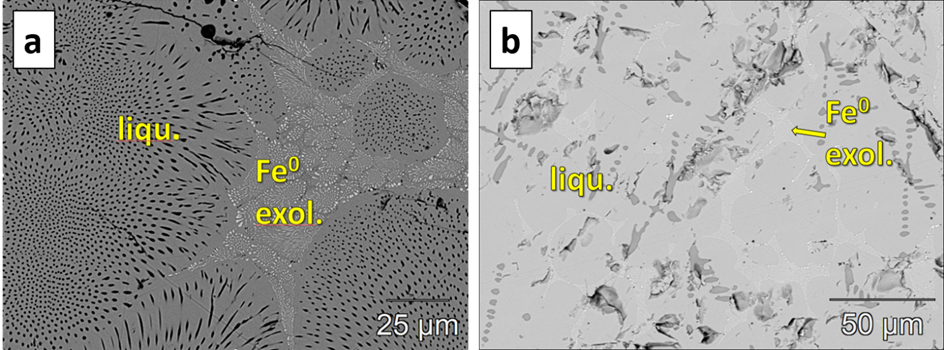 a
liqu.
Fe⁰
exol.
25 µm
b
Fe⁰
exol.
liqu.
50 µm